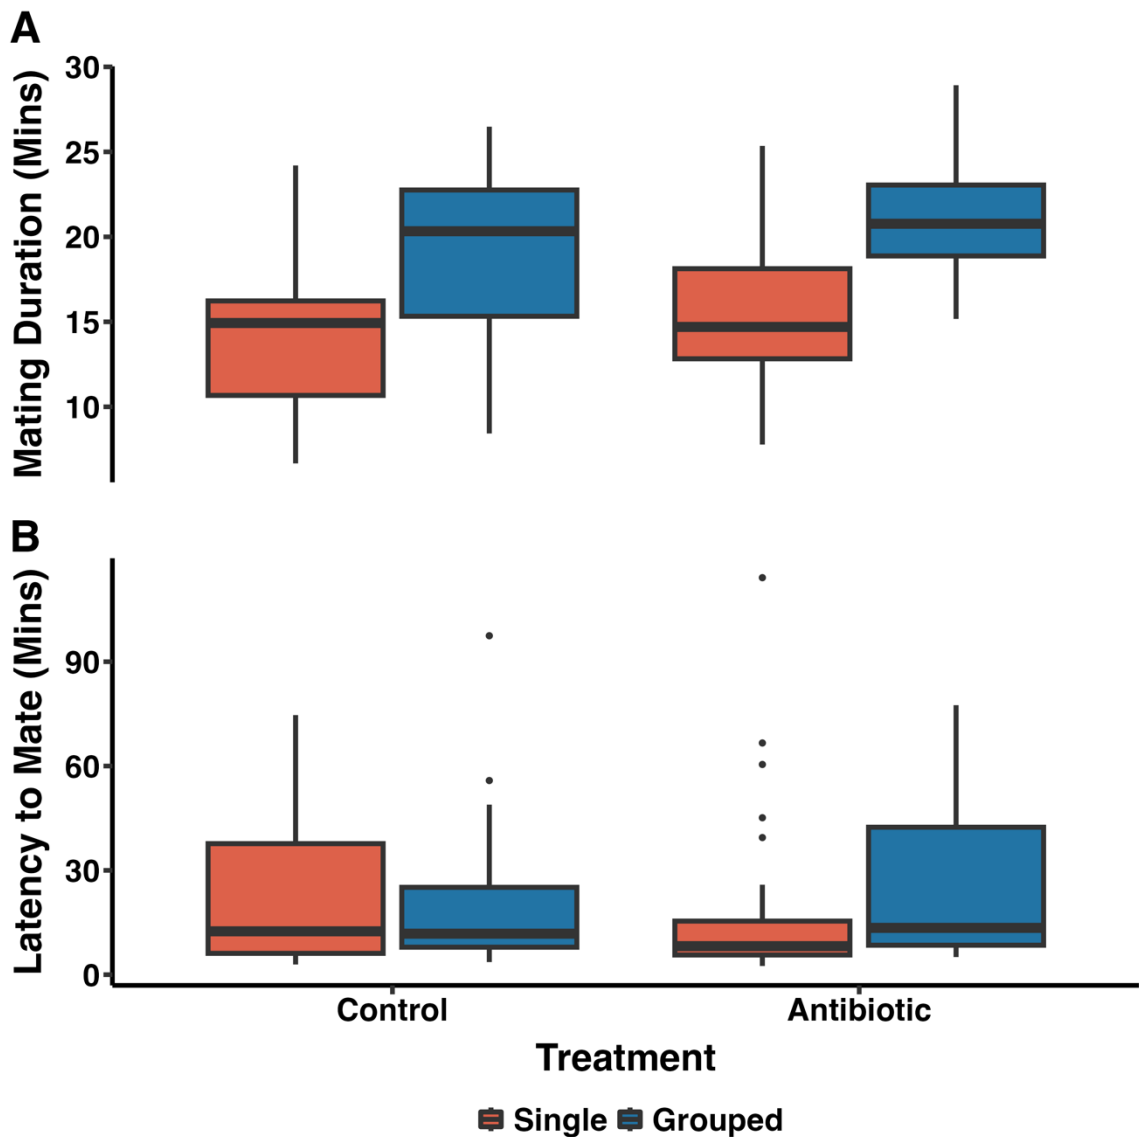 A
Mating Duration (Mins)
30
25
20
15
10
B
Latency to Mate (Mins)
90
60
30
0
Control Antibiotic
Treatment
Single Grouped